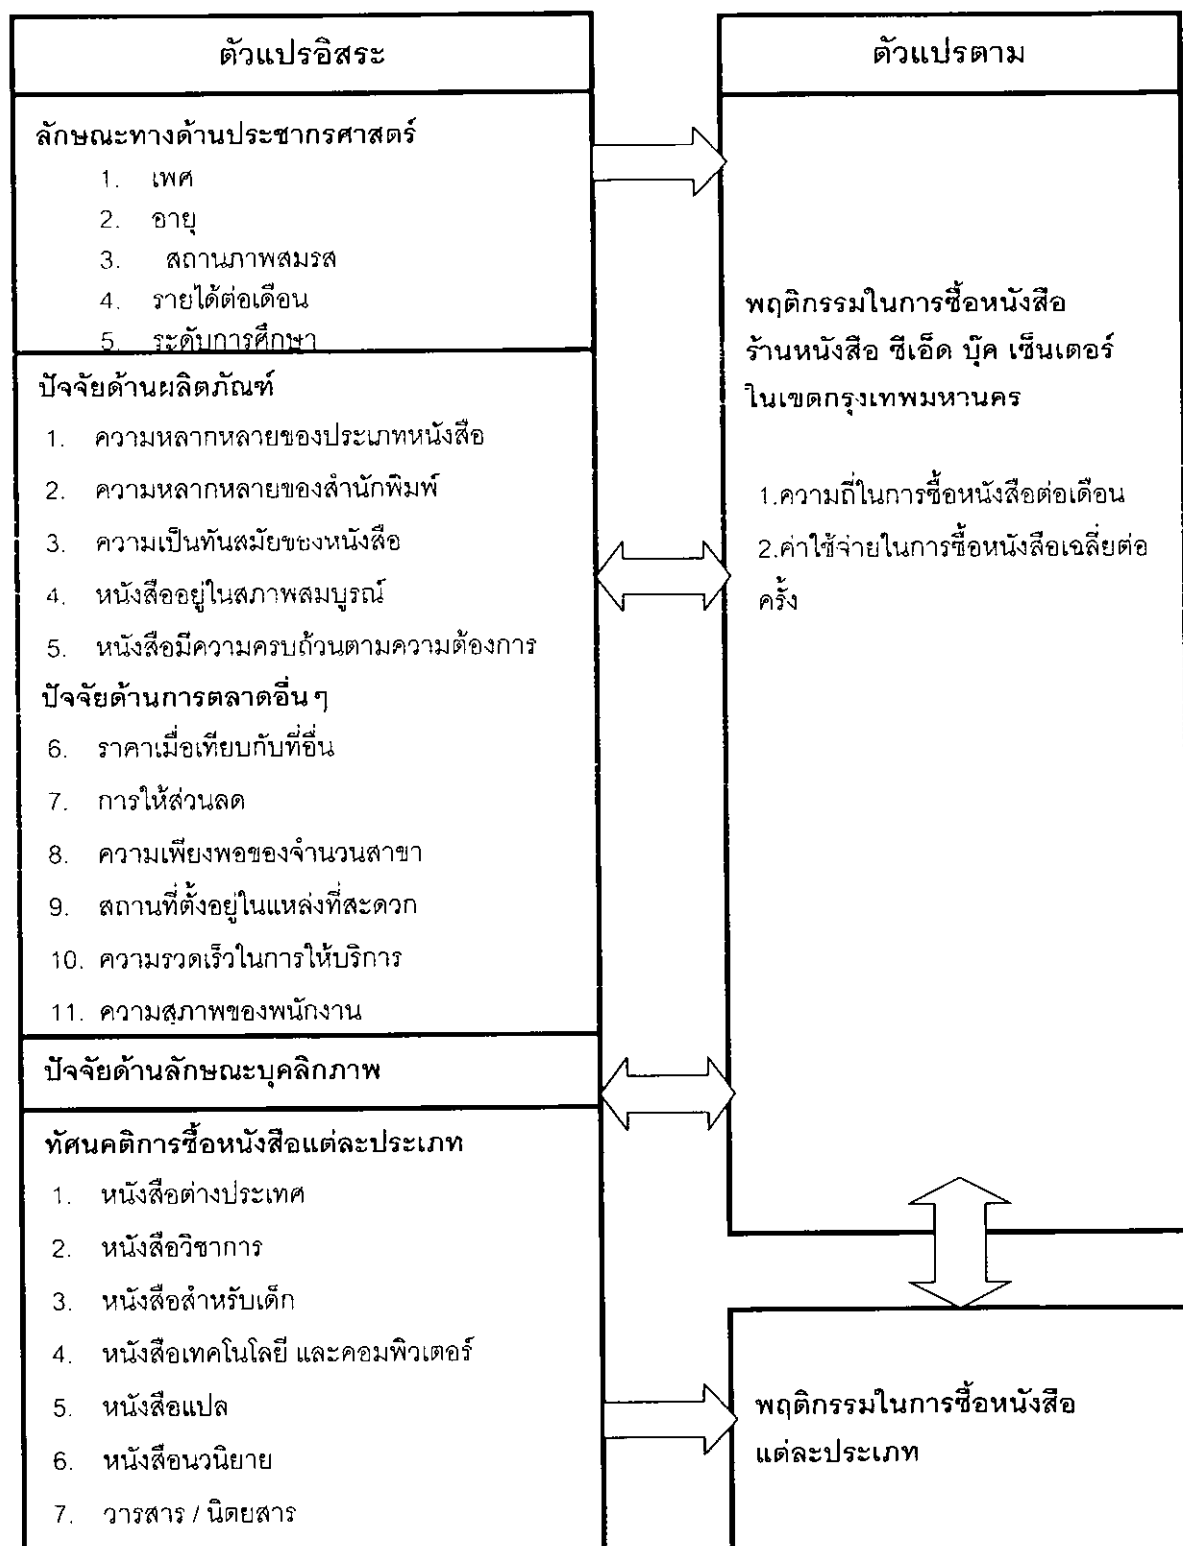 ตัวแปรอิสระ
ลักษณะทางด้านประชากรศาสตร์
1. เพศ
2. อายุ
3. สถานภาพสมรส
4. รายได้ต่อเดือน
5. ระดับการศึกษา
ปัจจัยด้านผลิตภัณฑ์
1. ความหลากหลายของประเภทหนังสือ
2. ความหลากหลายของสำนักพิมพ์
3. ความเป็นทันสมัยของหนังสือ
4. หนังสืออยู่ในสภาพสมบูรณ์
5. หนังสือมีความครบถ้วนตามความต้องการ
ปัจจัยด้านการตลาดอื่นๆ
6. ราคาเมื่อเทียบกับที่อื่น
7. การให้ส่วนลด
8. ความเพียงพอของจำนวนสาขา
9. สถานที่ตั้งอยู่ในแหล่งที่สะดวก
10. ความรวดเร็วในการให้บริการ
11. ความสุภาพของพนักงาน
ปัจจัยด้านลักษณะบุคลิกภาพ
ทัศนคติการซื้อหนังสือแต่ละประเภท
1. หนังสือต่างประเทศ
2. หนังสือวิชาการ
3. หนังสือสำหรับเด็ก
4. หนังสือเทคโนโลยี และคอมพิวเตอร์
5. หนังสือแปล
6. หนังสือนวนิยาย
7. วารสาร / นิตยสาร
ตัวแปรตาม
พฤติกรรมในการซื้อหนังสือ
ร้านหนังสือ ซีเอ็ด บุ๊ค เซ็นเตอร์
ในเขตกรุงเทพมหานคร
1.ความถี่ในการซื้อหนังสือต่อเดือน
2.ค่าใช้จ่ายในการซื้อหนังสือเฉลี่ยต่อ
ครั้ง
พฤติกรรมในการซื้อหนังสือ
แต่ละประเภท